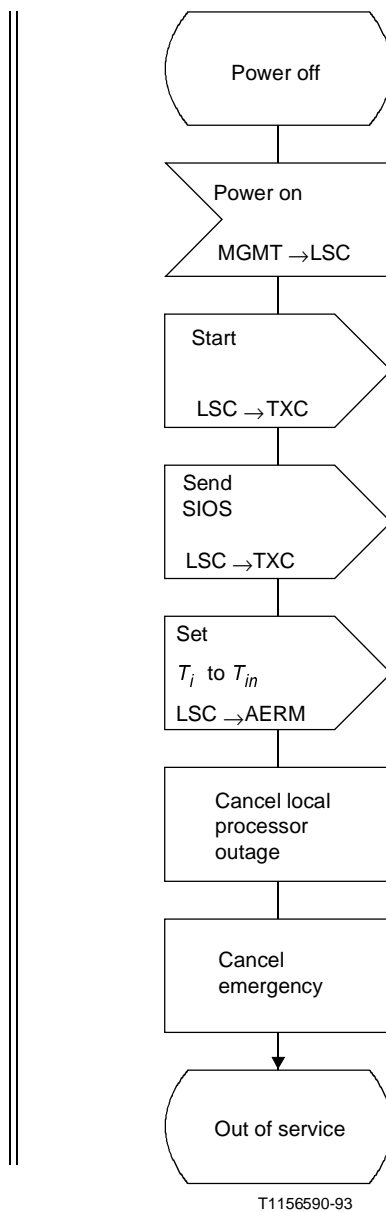 Power off
Power on
MGMT → LSC
Start
LSC → TXC
Send
SIOS
LSC → TXC
Set
Ti to Tin
LSC → AERM
Cancel local
processor
outage
Cancel
emergency
Out of service
T1156590-93